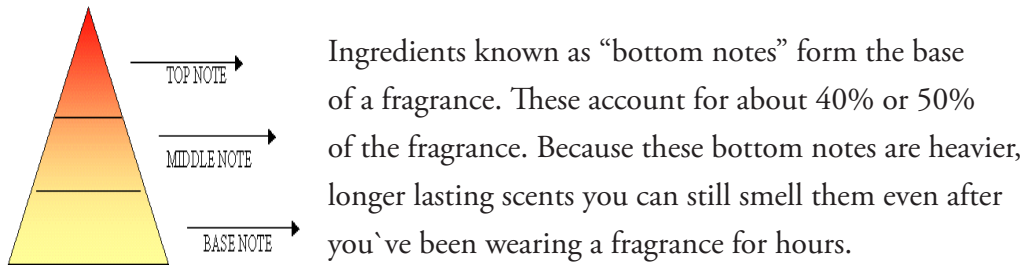 TOP NOTE
MIDDLE NOTE
BASE NOTE
Ingredients known as “bottom notes” form the base
of a fragrance. These account for about 40% or 50%
of the fragrance. Because these bottom notes are heavier,
longer lasting scents you can still smell them even after
you`ve been wearing a fragrance for hours.